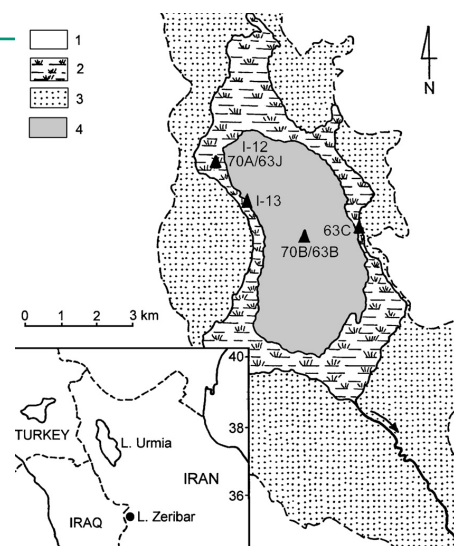 1
2
3
4
N
I-12
70A/63J
I-13
63C
70B/63B
0 1 2 3 km
40
38
36
TURKEY
L. Urmia
IRAN
IRAQ
L. Zeribar